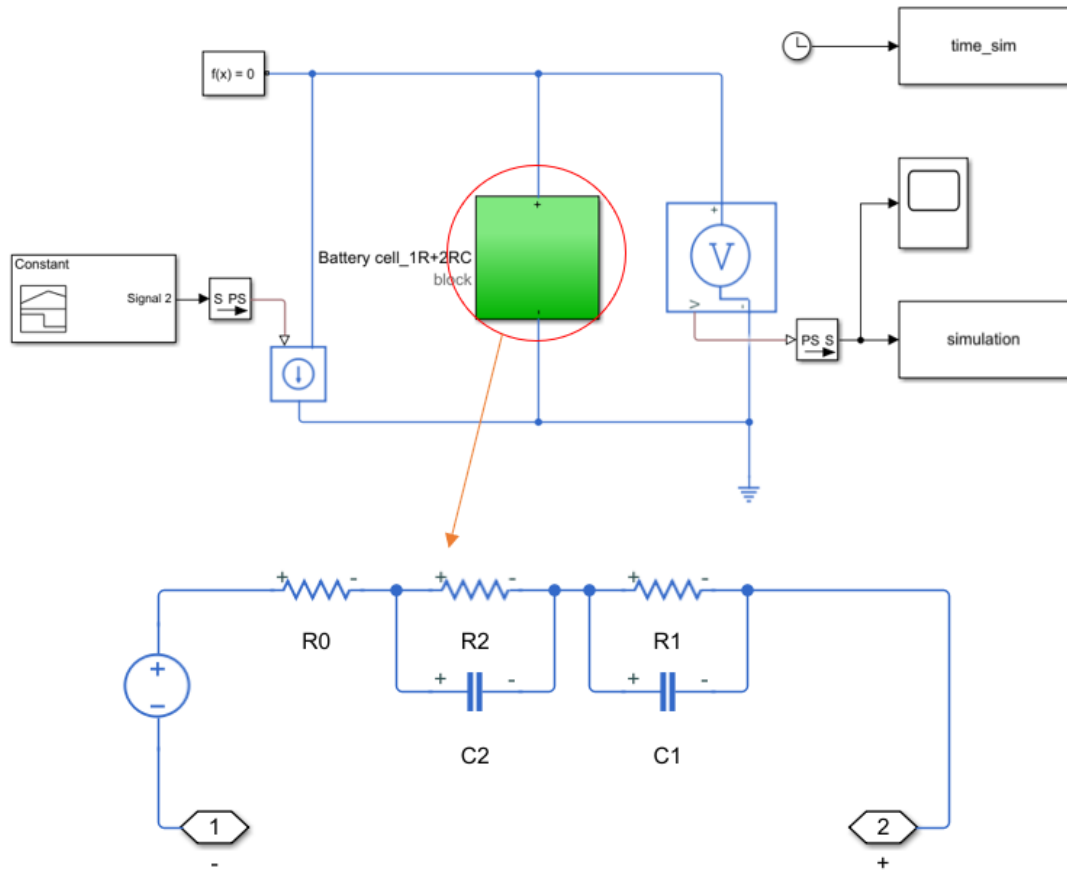 time_sim
f(x) = 0
+
+
Battery cell_1R+2RC
block
V
Constant
Signal 2
S PS
-
V
-
PS S
simulation
+ - + - + -
R0 R2 R1
+
−
+ - + -
C2 C1
1 2
- +